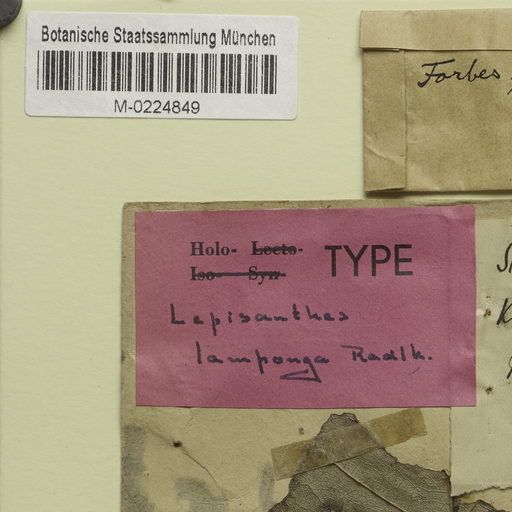 Botanische Staatssammlung München
M-0224849
Forbes
Holo- Lecto-
Iso- Syn-
TYPE
Lepisanthes
lamponga Radlk.